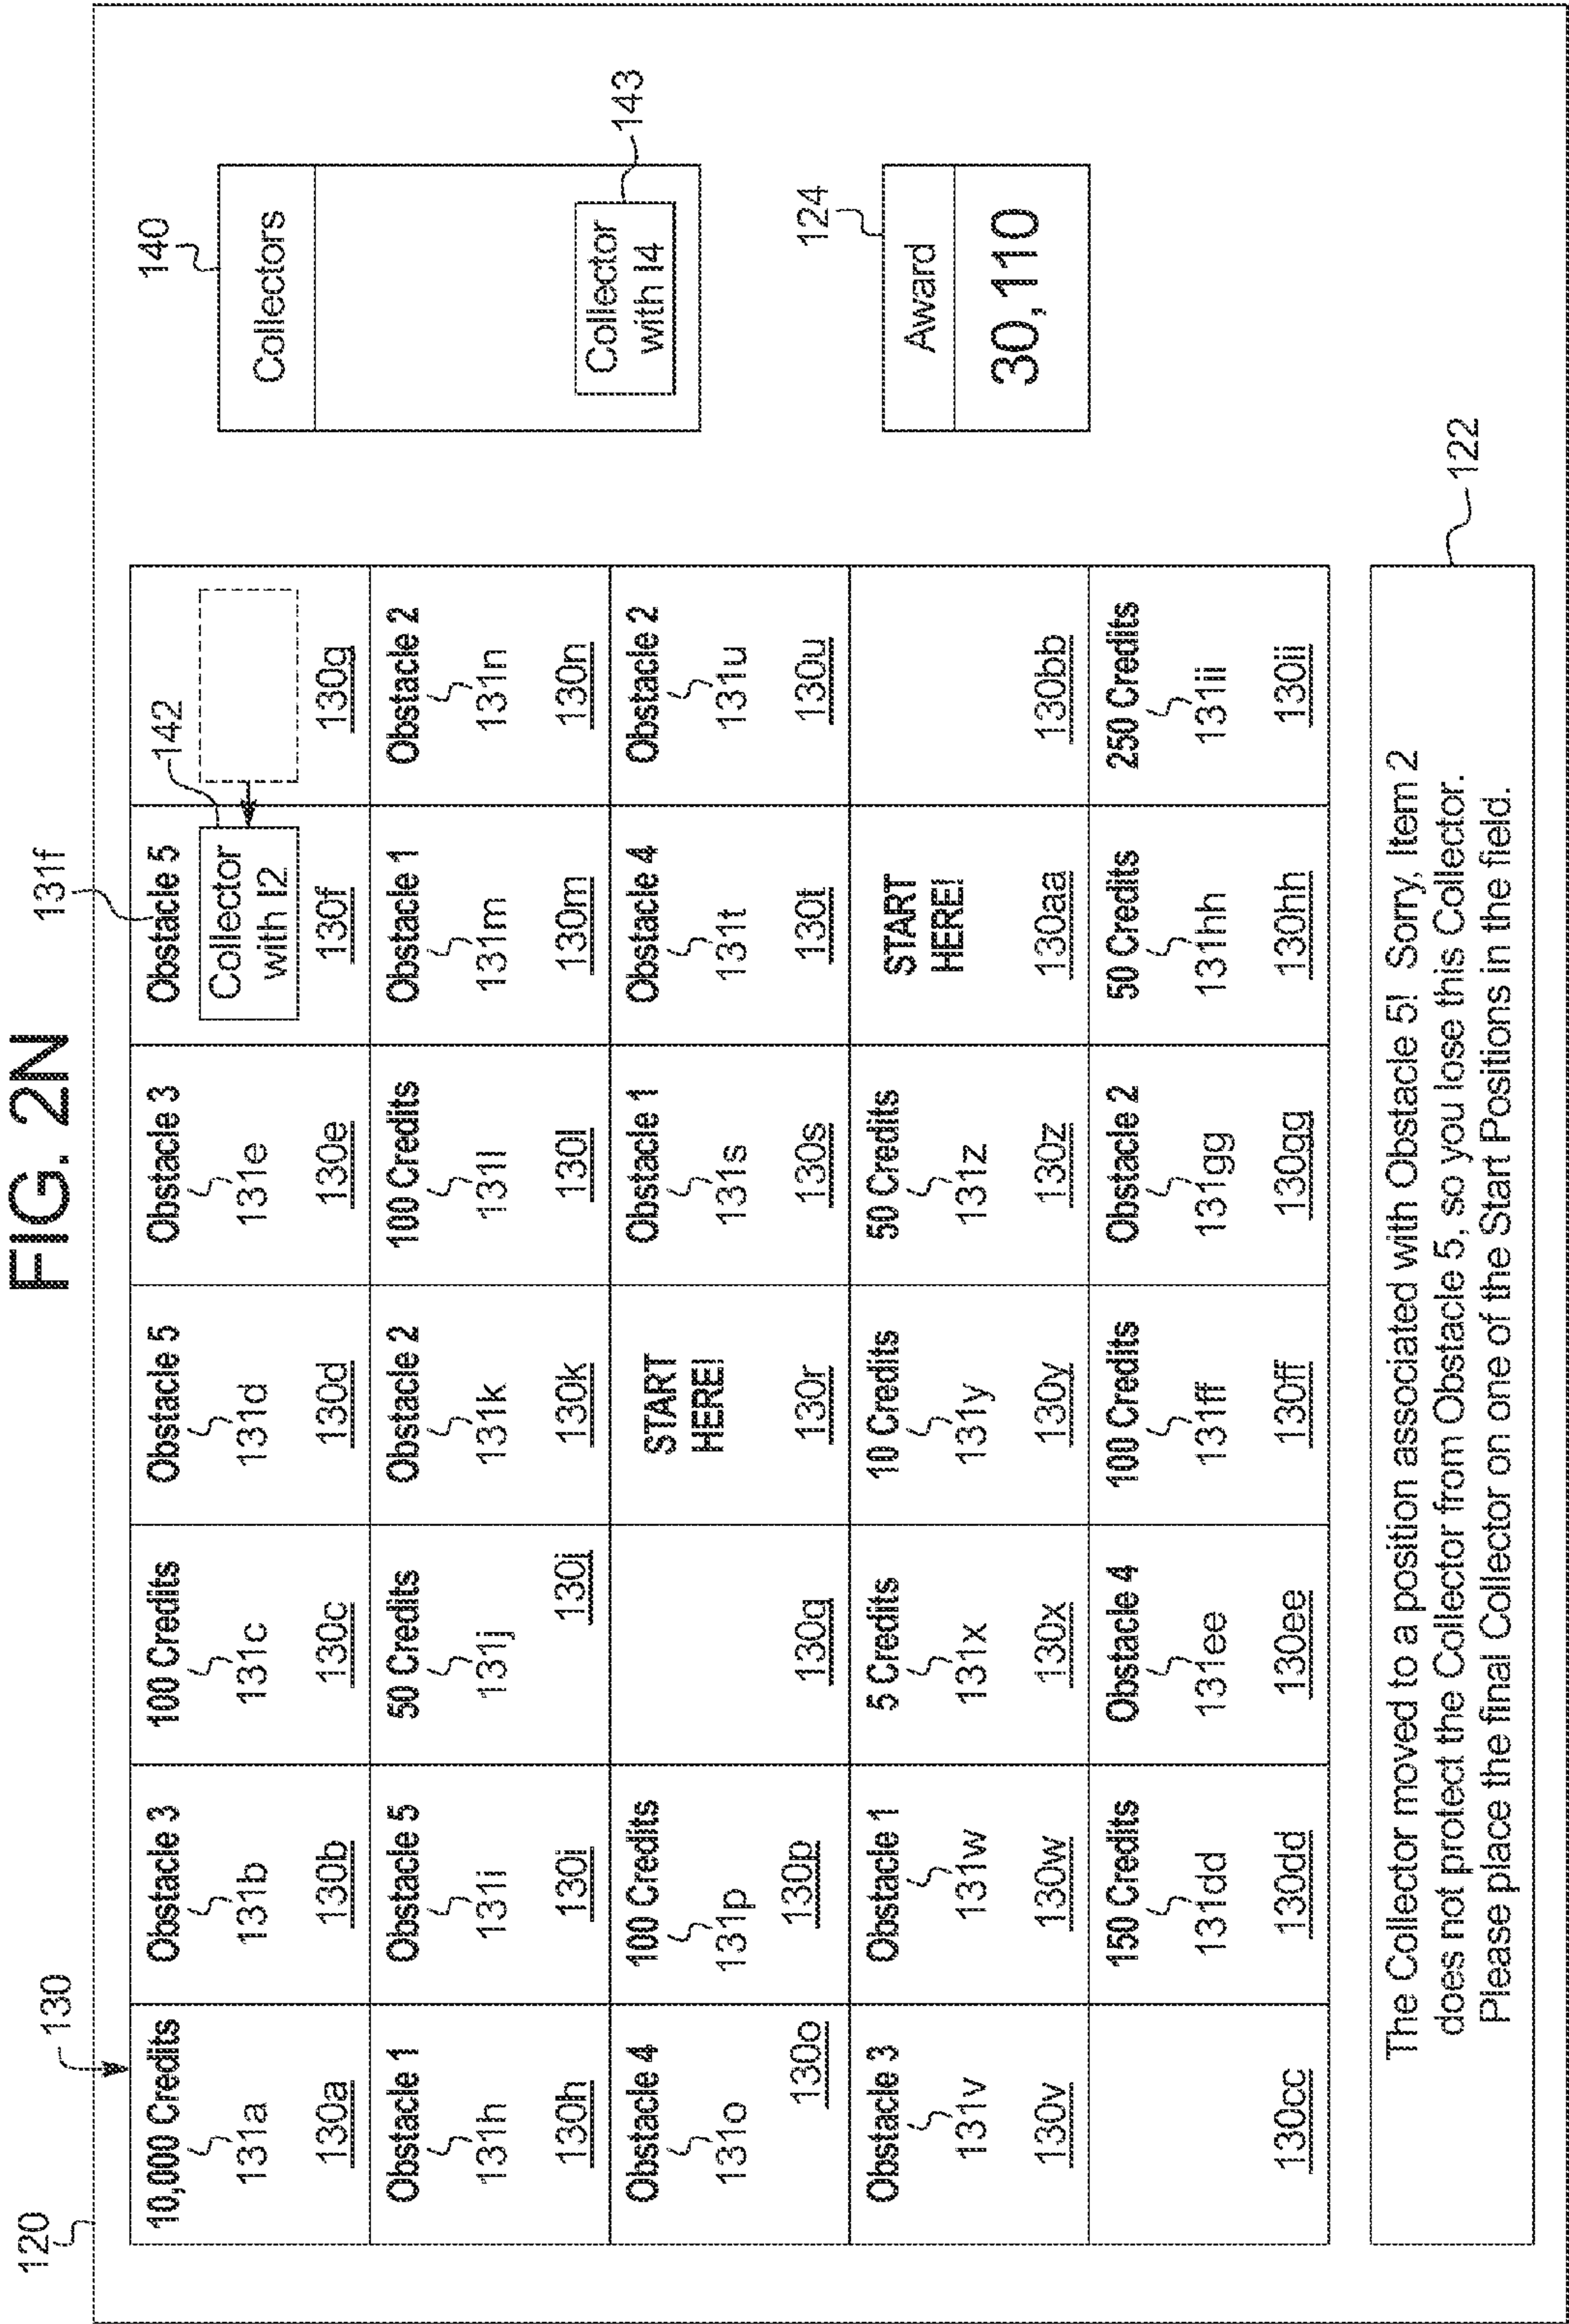 FIG. 2N
120
130
131f
10,000 Credits
131a
130a
Obstacle 3
131b
130b
100 Credits
131c
130c
Obstacle 5
131d
130d
Obstacle 3
131e
130e
Obstacle 5
142
Collector
with I2
130f
130g
Obstacle 1
131h
130h
Obstacle 5
131i
130i
50 Credits
131j
130j
Obstacle 2
131k
130k
100 Credits
131l
130l
Obstacle 1
131m
130m
Obstacle 2
131n
130n
Obstacle 4
131o
130o
100 Credits
131p
130p
130q
START
HERE!
130r
Obstacle 1
131s
130s
Obstacle 4
131t
130t
Obstacle 2
131u
130u
Obstacle 3
131v
130v
Obstacle 1
131w
130w
5 Credits
131x
130x
10 Credits
131y
130y
50 Credits
131z
130z
START
HERE!
130aa
130bb
130cc
150 Credits
131dd
130dd
Obstacle 4
131ee
130ee
100 Credits
131ff
130ff
Obstacle 2
131gg
130gg
50 Credits
131hh
130hh
250 Credits
131ii
130ii
140
Collectors
Collector
with I4
143
124
Award
30,110
The Collector moved to a position associated with Obstacle 5! Sorry, Item 2
does not protect the Collector from Obstacle 5, so you lose this Collector.
Please place the final Collector on one of the Start Positions in the field.
122